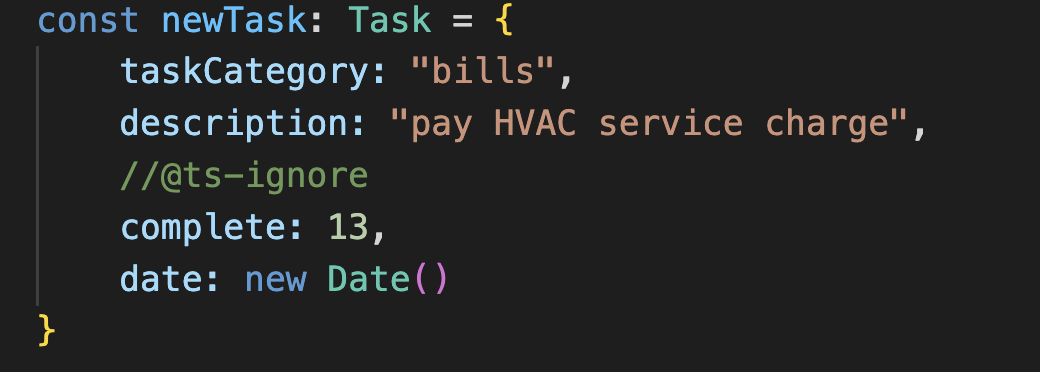 const newTask: Task = {
taskCategory: "bills",
description: "pay HVAC service charge",
//@ts-ignore
complete: 13,
date: new Date()
}